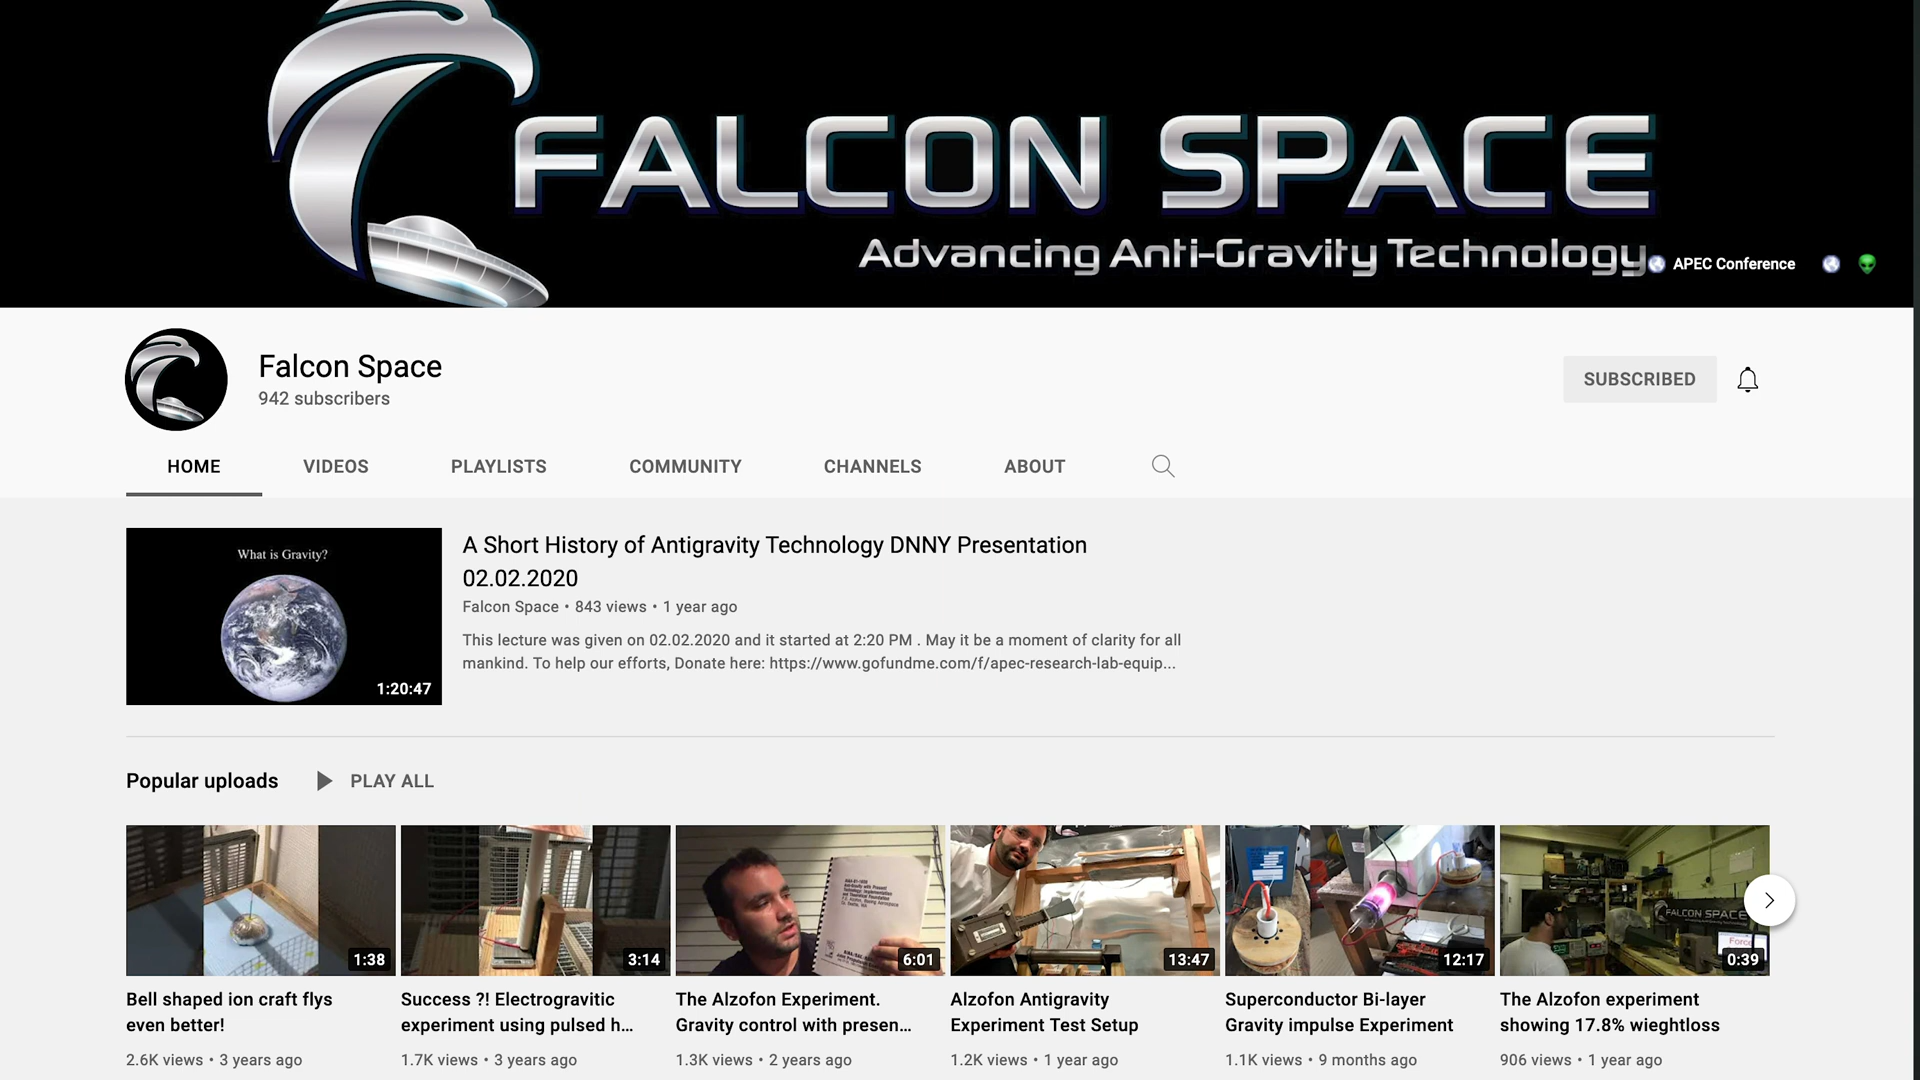 FALCON SPACE
Advancing Anti-Gravity Technology
APEC Conference
Falcon Space
942 subscribers
SUBSCRIBED
HOME VIDEOS PLAYLISTS COMMUNITY CHANNELS ABOUT
What is Gravity?
1:20:47
A Short History of Antigravity Technology DNNY Presentation
02.02.2020
Falcon Space • 843 views • 1 year ago
This lecture was given on 02.02.2020 and it started at 2:20 PM . May it be a moment of clarity for all
mankind. To help our efforts, Donate here: https://www.gofundme.com/f/apec-research-lab-equip...
Popular uploads PLAY ALL
FALCON SPACE
Force
1:38 3:14 6:01 13:47 12:17 0:39
Bell shaped ion craft flys
even better!
2.6K views • 3 years ago
Success ?! Electrogravitic
experiment using pulsed h...
1.7K views • 3 years ago
The Alzofon Experiment.
Gravity control with presen...
1.3K views • 2 years ago
Alzofon Antigravity
Experiment Test Setup
1.2K views • 1 year ago
Superconductor Bi-layer
Gravity impulse Experiment
1.1K views • 9 months ago
The Alzofon experiment
showing 17.8% wieghtloss
906 views • 1 year ago